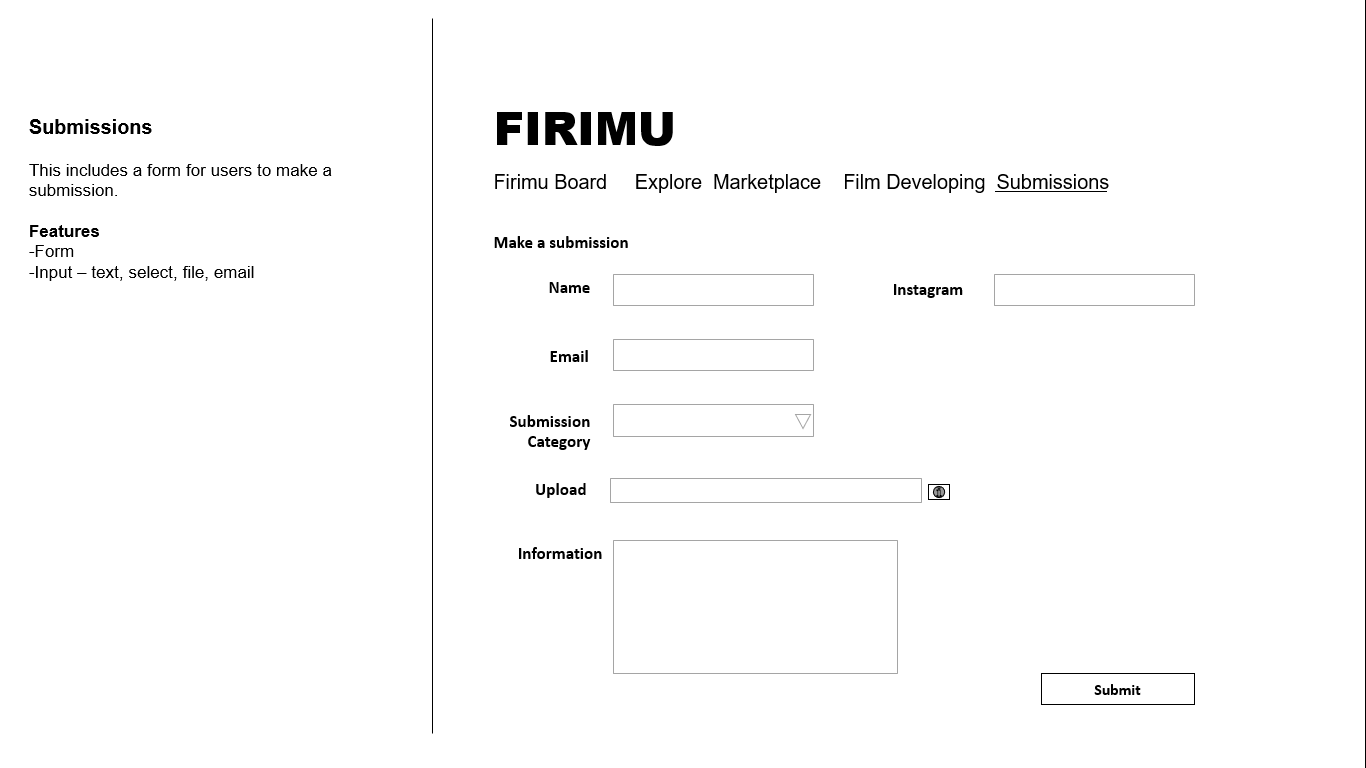 Submissions
This includes a form for users to make a
submission.
Features
-Form
-Input – text, select, file, email
FIRIMU
Firimu Board Explore Marketplace Film Developing Submissions
Make a submission
Name
Instagram
Email
Submission
Category
Upload
Information
Submit